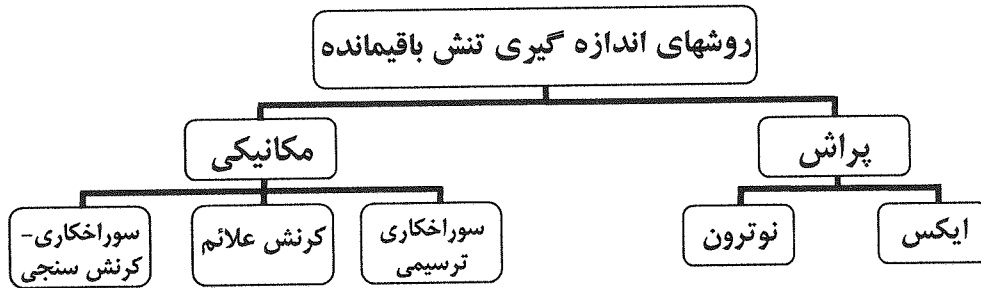 روشهای اندازه گیری تنش باقیمانده
پراش
مکانیکی
ایکس
نوترون
سوراخکاری
ترسیمی
کرنش علائم
سوراخکاری-
کرنش سنجی